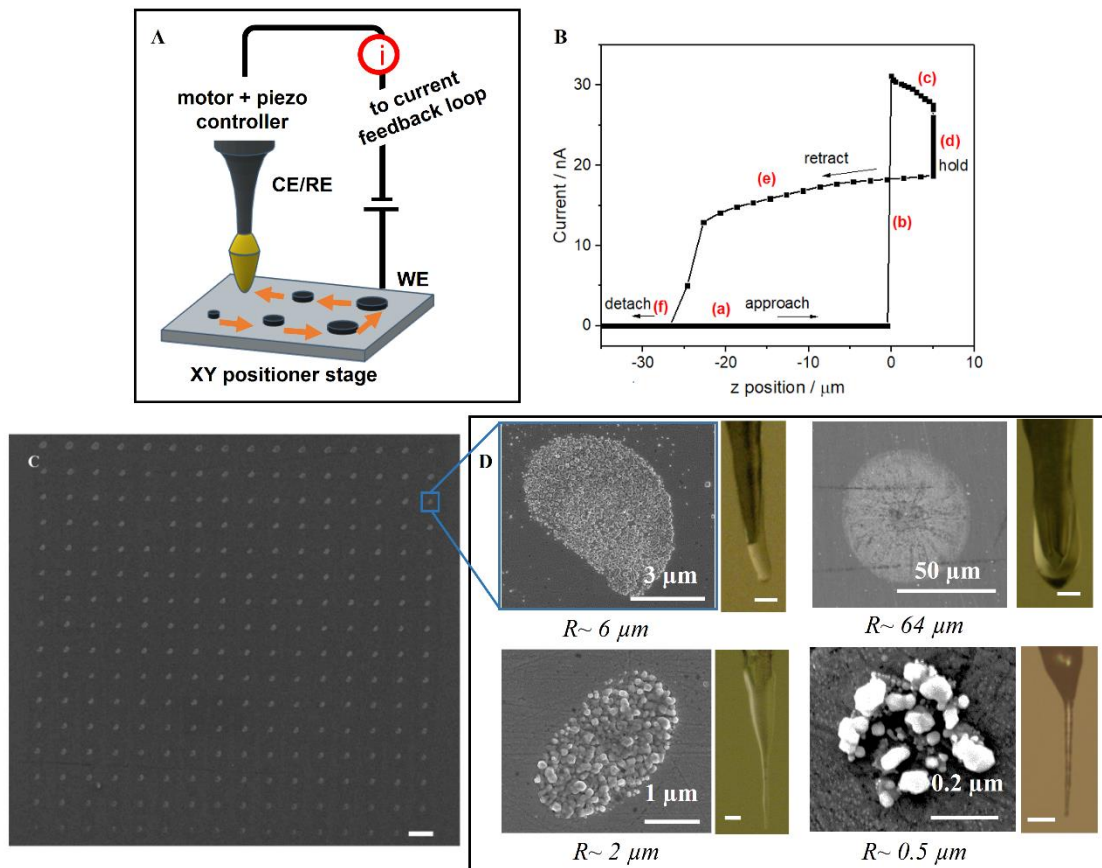 A
i
motor + piezo
controller
to current
feedback loop
CE/RE
WE
XY positioner stage
B
30
20
10
0
Current / nA
(c)
(d)
hold
retract
(e)
(b)
detach
(f)
(a)
approach
-30
-20
-10
0
10
z position / μm
C
D
3 μm
50 μm
R~ 6 μm
R~ 64 μm
1 μm
0.2 μm
R~ 2 μm
R~ 0.5 μm